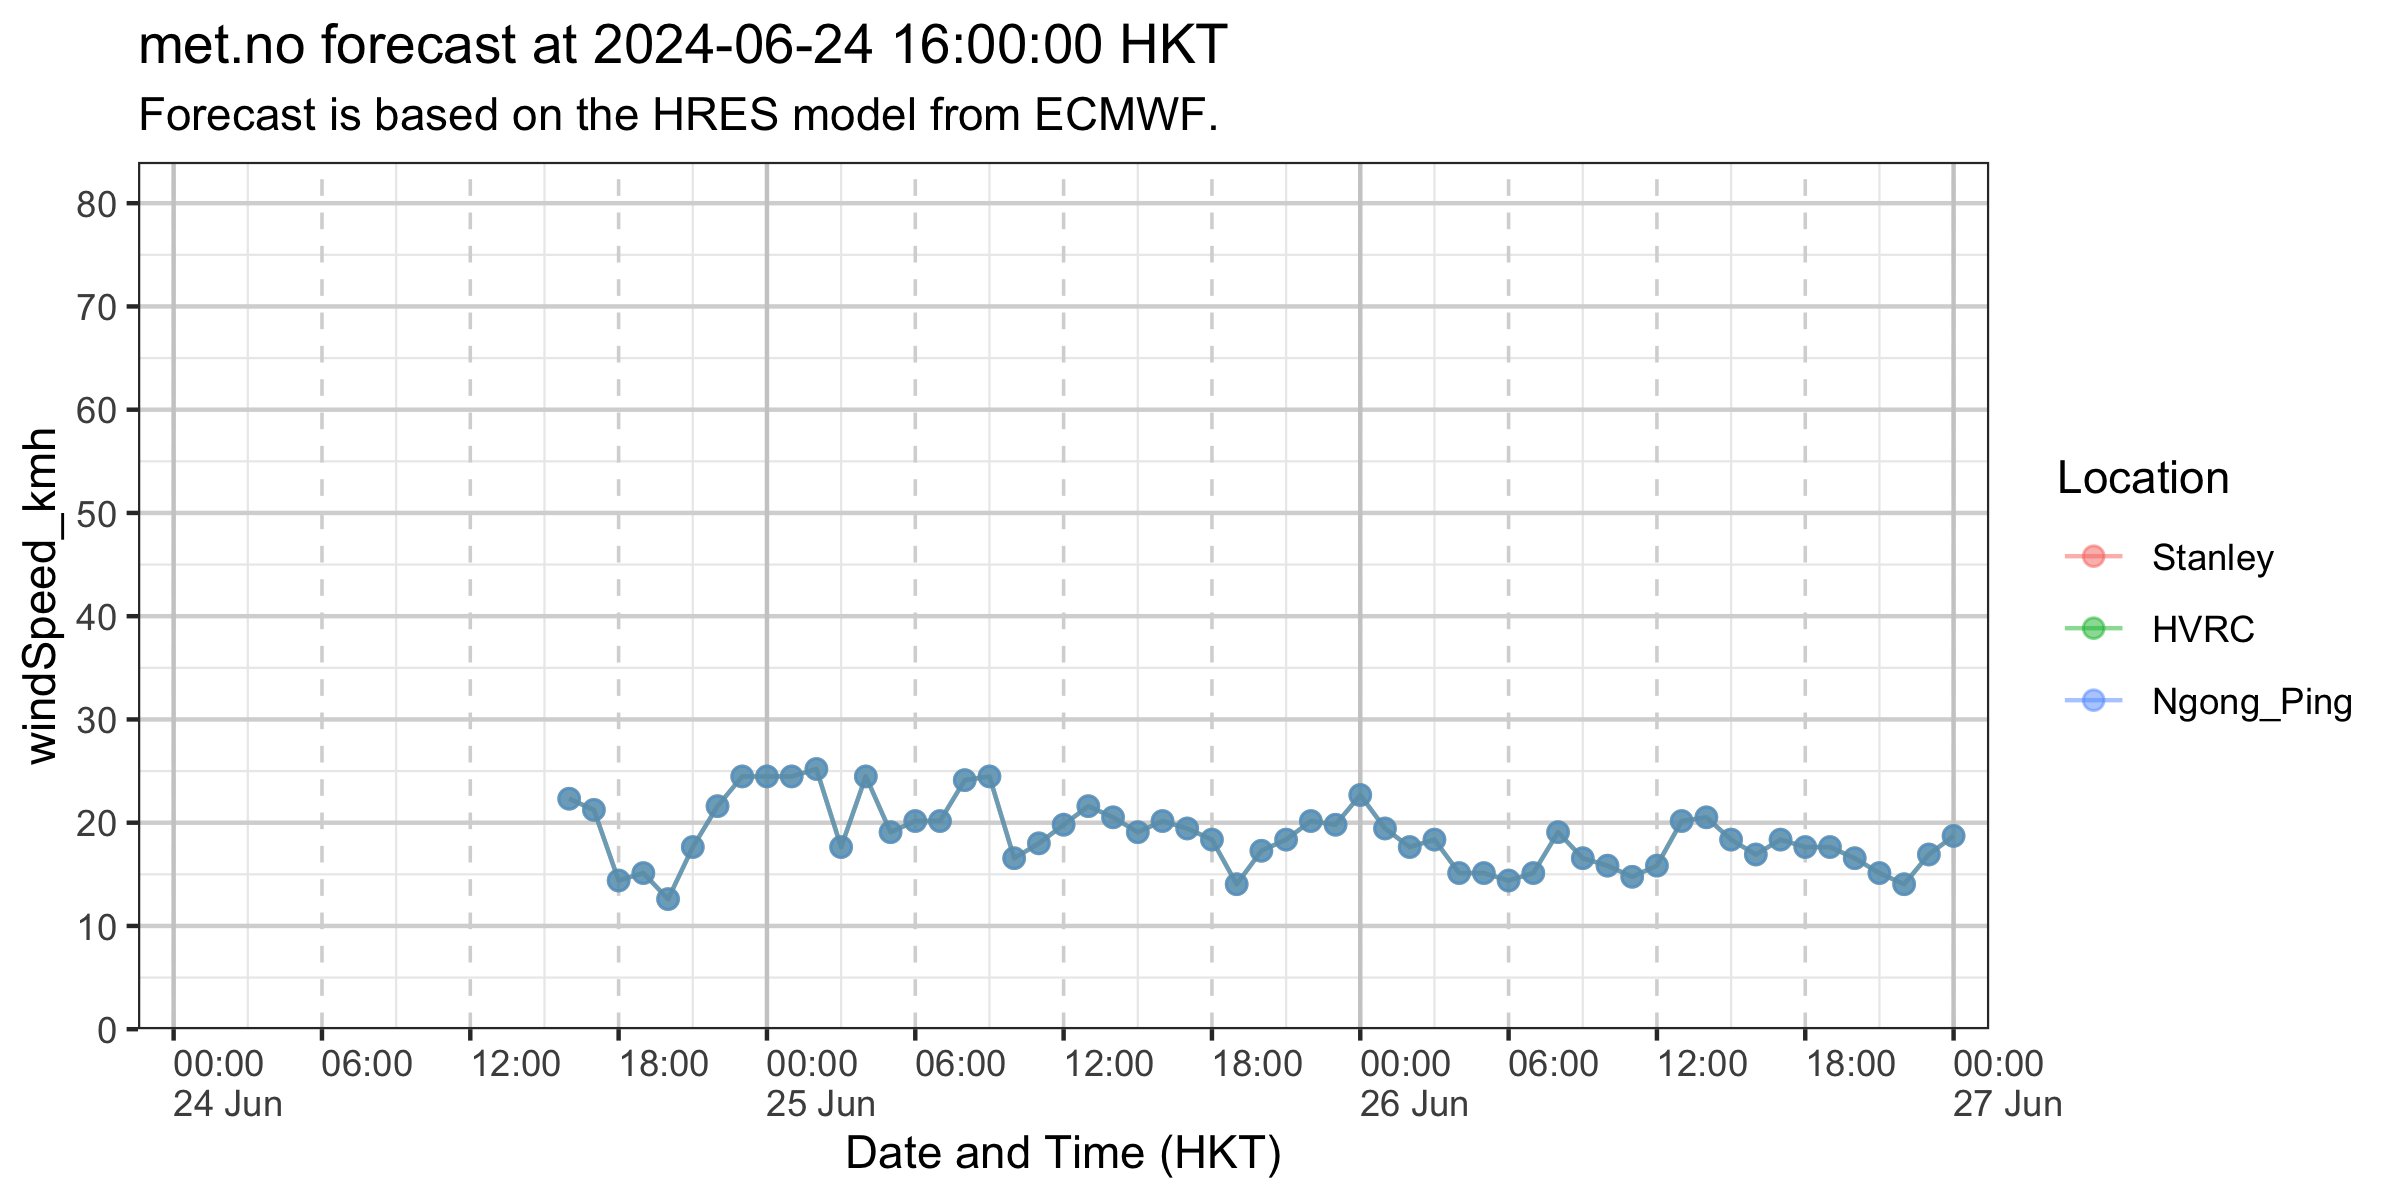 met.no forecast at 2024-06-24 16:00:00 HKT
Forecast is based on the HRES model from ECMWF.
windSpeed_kmh
80
70
60
50
40
30
20
10
0
00:00 06:00 12:00 18:00 00:00 06:00 12:00 18:00 00:00 06:00 12:00 18:00 00:00
24 Jun 25 Jun 26 Jun 27 Jun
Date and Time (HKT)
Location
Stanley
HVRC
Ngong_Ping